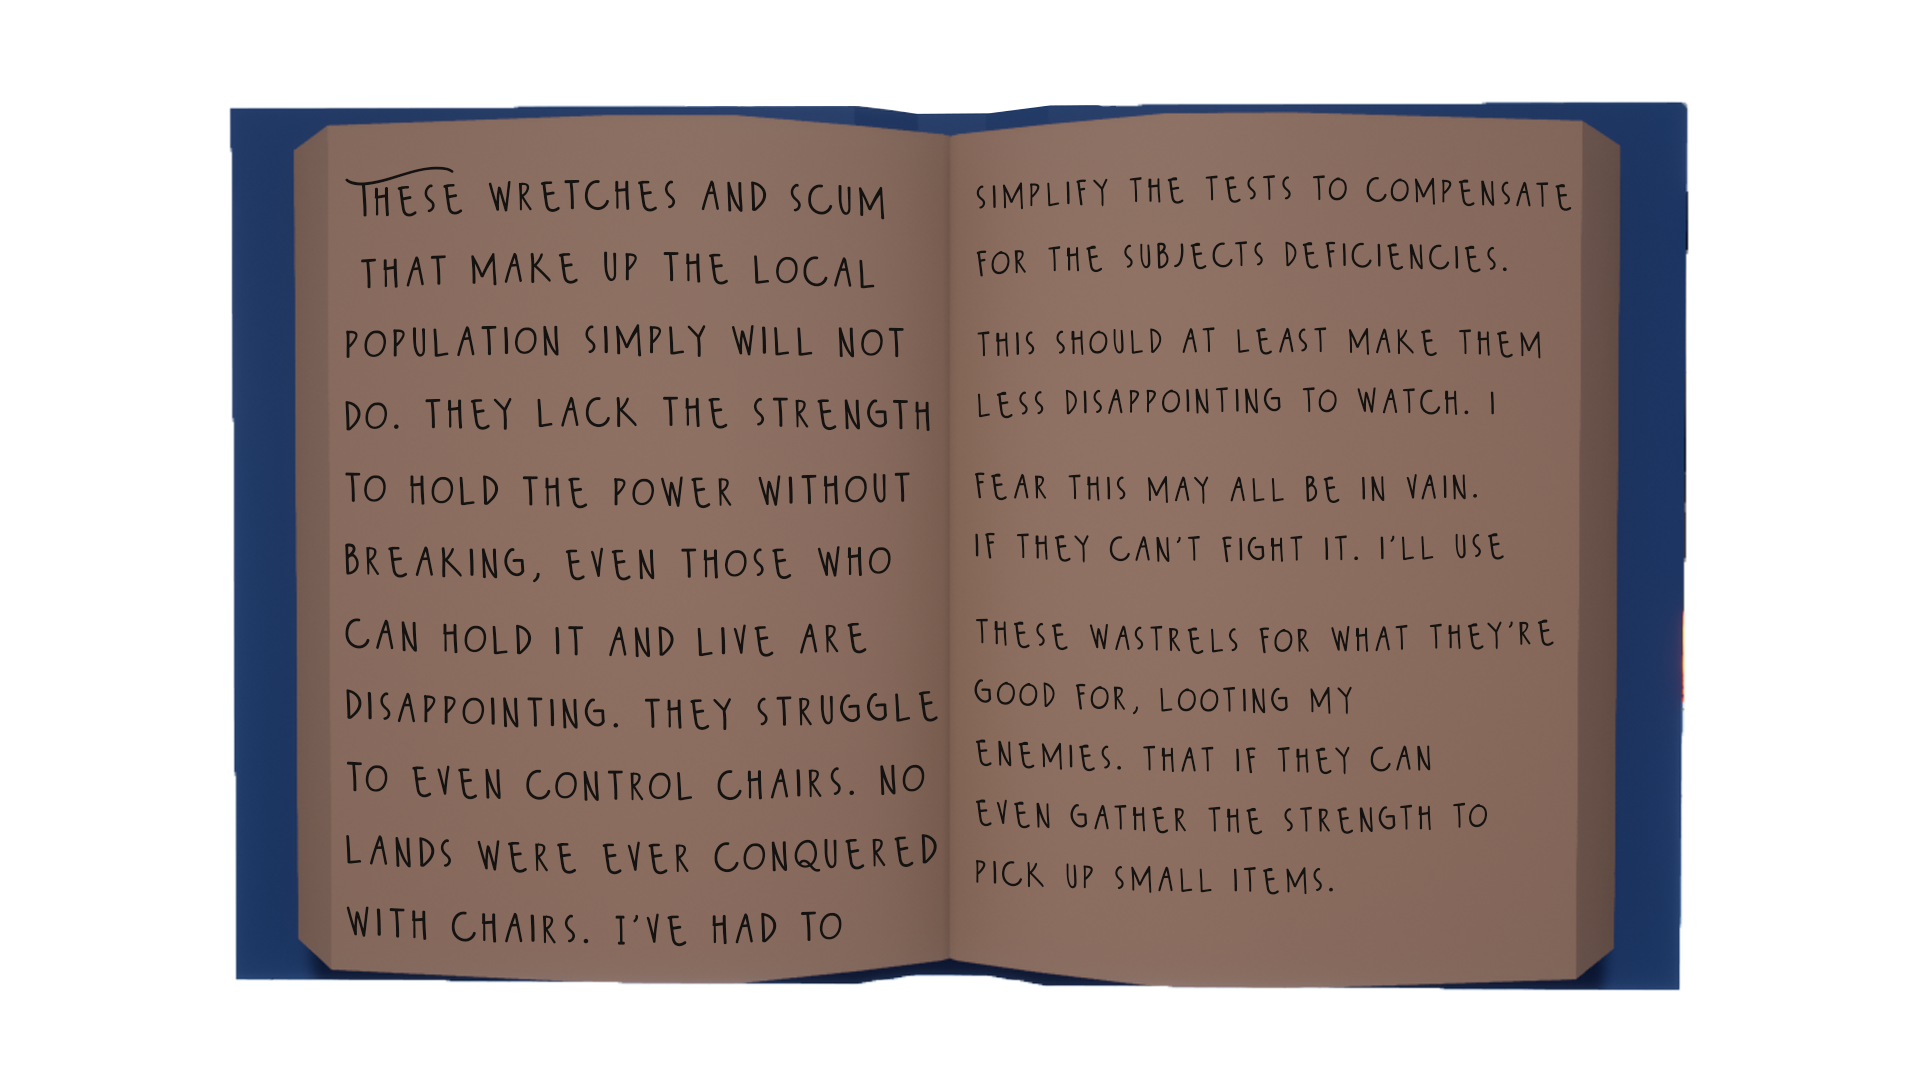 THESE WRETCHES AND SCUM
THAT MAKE UP THE LOCAL
POPULATION SIMPLY WILL NOT
DO. THEY LACK THE STRENGTH
TO HOLD THE POWER WITHOUT
BREAKING, EVEN THOSE WHO
CAN HOLD IT AND LIVE ARE
DISAPPOINTING. THEY STRUGGLE
TO EVEN CONTROL CHAIRS. NO
LANDS WERE EVER CONQUERED
WITH CHAIRS. I'VE HAD TO
SIMPLIFY THE TESTS TO COMPENSATE
FOR THE SUBJECTS DEFICIENCIES.
THIS SHOULD AT LEAST MAKE THEM
LESS DISAPPOINTING TO WATCH. I
FEAR THIS MAY ALL BE IN VAIN.
IF THEY CAN'T FIGHT IT. I'LL USE
THESE WASTRELS FOR WHAT THEY'RE
GOOD FOR, LOOTING MY
ENEMIES. THAT IF THEY CAN
EVEN GATHER THE STRENGTH TO
PICK UP SMALL ITEMS.